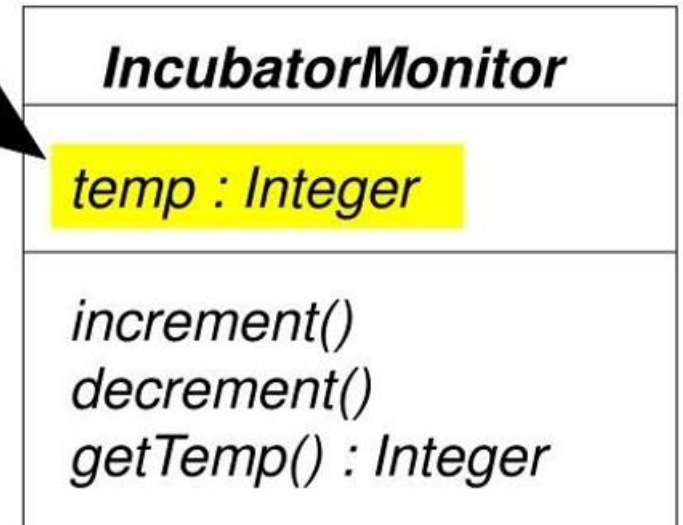 IncubatorMonitor
temp : Integer
increment()
decrement()
getTemp() : Integer